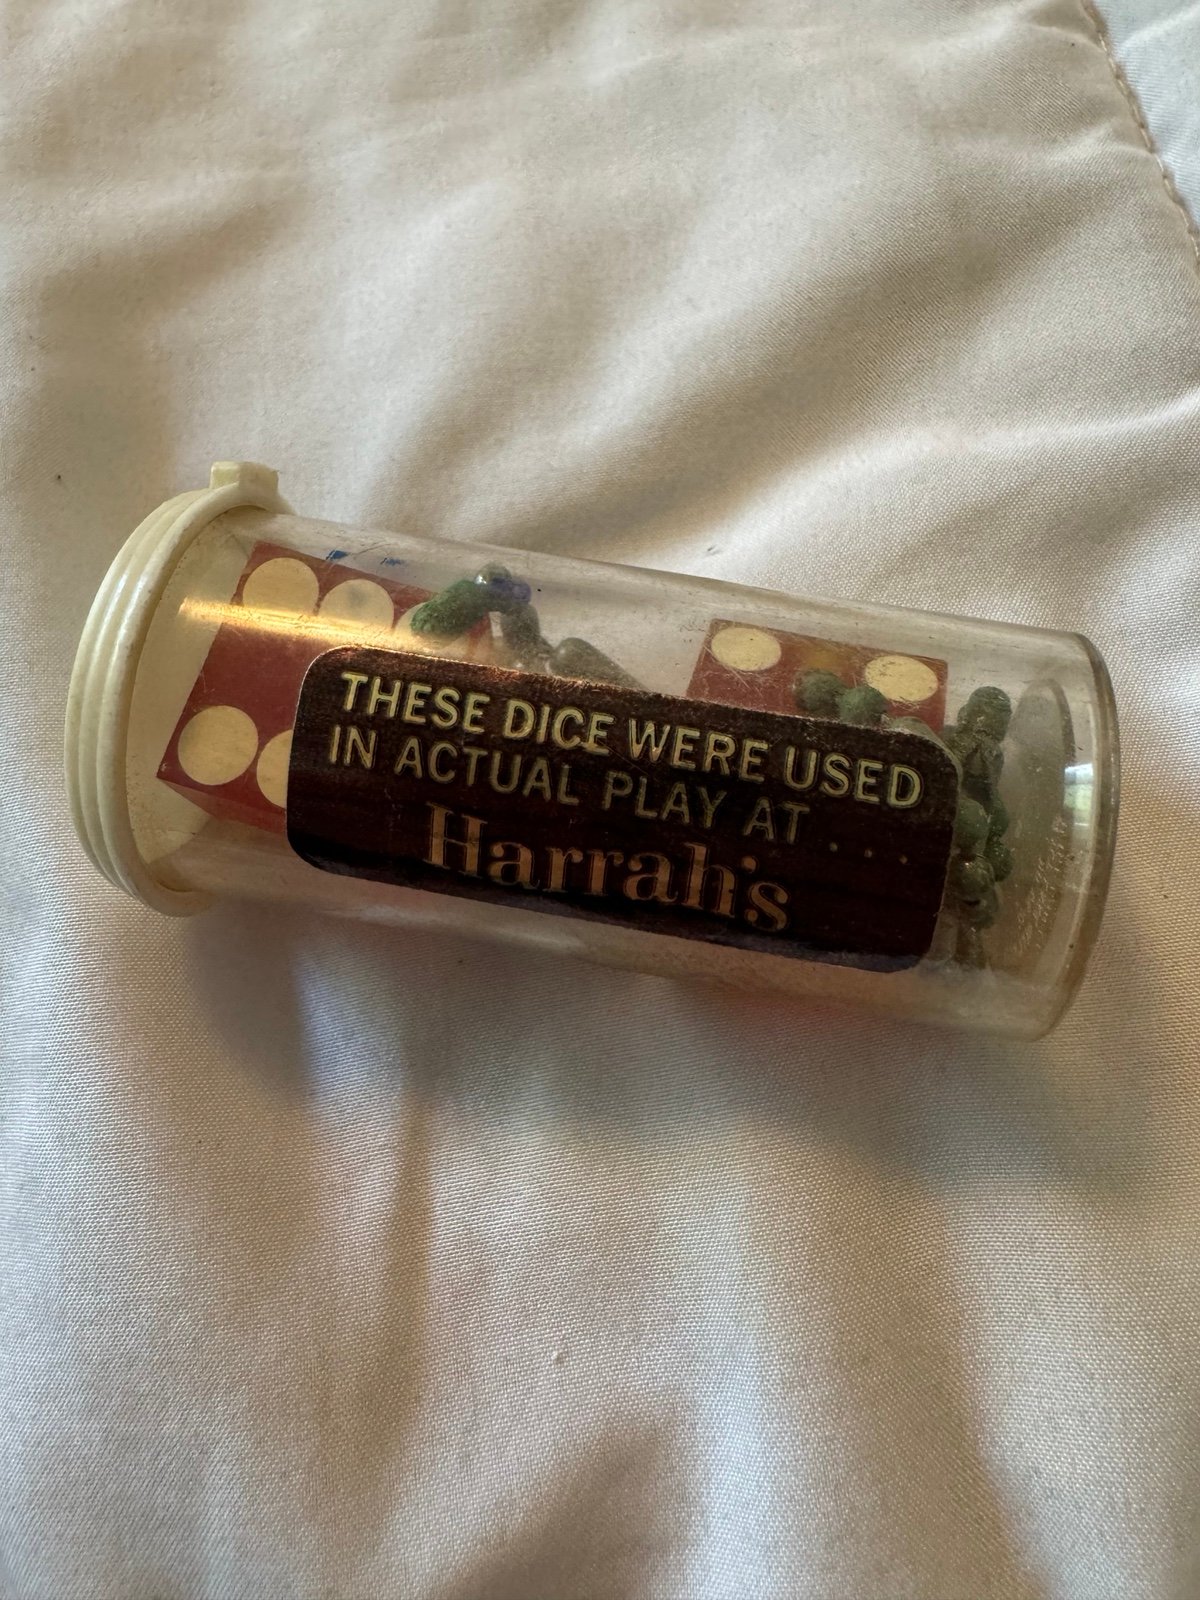 THESE DICE WERE USED
IN ACTUAL PLAY AT . . .
Harrah's